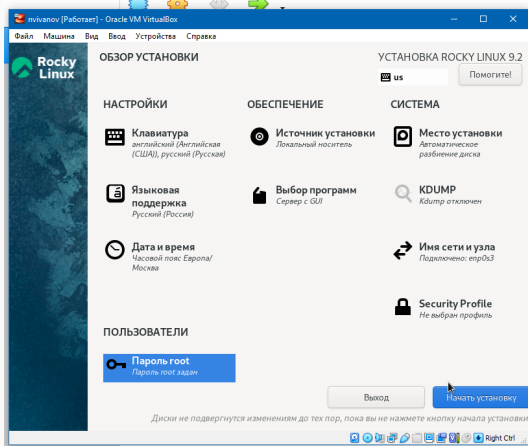 nvivanov [Работает] - Oracle VM VirtualBox
Файл Машина Вид Ввод Устройства Справка
Rocky Linux
ОБЗОР УСТАНОВКИ
УСТАНОВКА ROCKY LINUX 9.2
us
Помогите!
НАСТРОЙКИ
Клавиатура
английский (Английская
(США)), русский (Русская)
á
Языковая
поддержка
Русский (Россия)
Дата и время
Часовой пояс Европа/
Москва
ОБЕСПЕЧЕНИЕ
Источник установки
Локальный носитель
Выбор программ
Сервер с GUI
СИСТЕМА
Место установки
Автоматическое
разбиение диска
KDUMP
Kdump отключен
Имя сети и узла
Подключено: enp0s3
Security Profile
Не выбран профиль
ПОЛЬЗОВАТЕЛИ
Пароль root
Пароль root задан
Выход
Начать установку
Диски не подвергнутся изменениям до тех пор, пока вы не нажмете кнопку начала установки
Right Ctrl